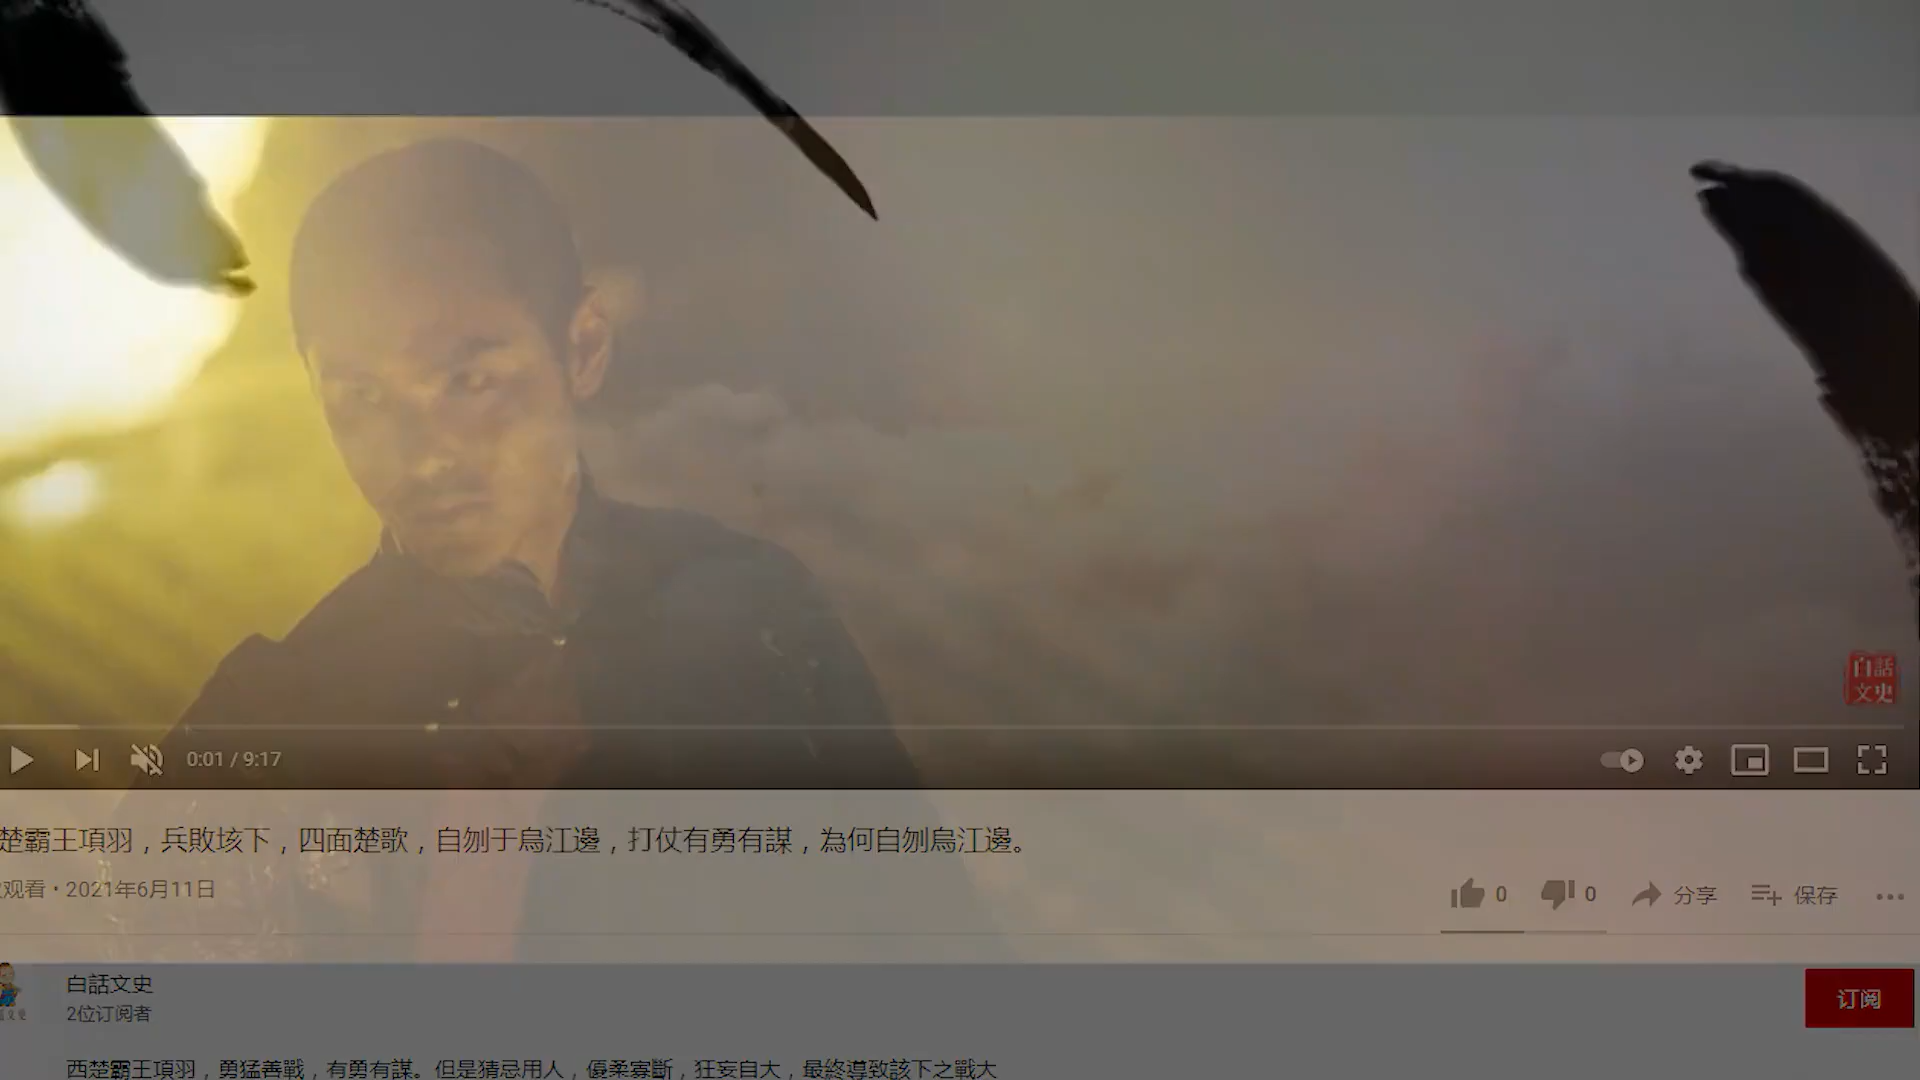 白話
文史
0:01 / 9:17
楚霸王項羽，兵敗垓下，四面楚歌，自刎于烏江邊，打仗有勇有謀，為何自刎烏江邊。
观看・2021年6月11日
0 0 分享 保存
白話文史
2位订阅者
订阅
西楚霸王項羽，勇猛善戰，有勇有謀。但是猜忌用人，優柔寡斷，狂妄自大，最終導致該下之戰大